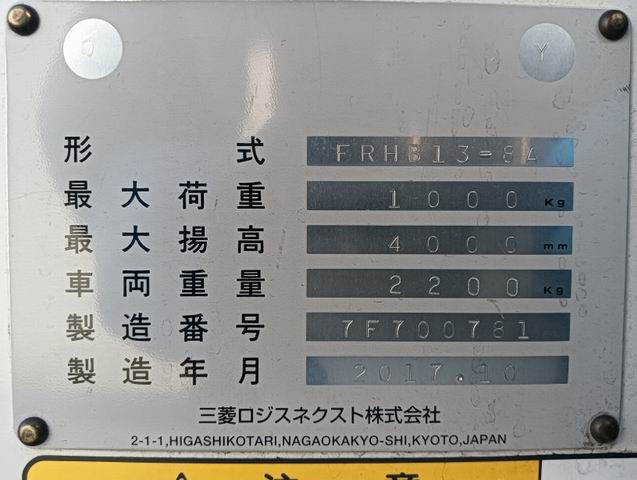 O Y
形式 FRHB13-8A
最大荷重 1000 Kg
最大揚高 4000 mm
車両重量 2200 Kg
製造番号 7F700781
製造年月 2017.10
三菱ロジスネクスト株式会社
2-1-1,HIGASHIKOTARI,NAGAOKAKYO-SHI,KYOTO,JAPAN